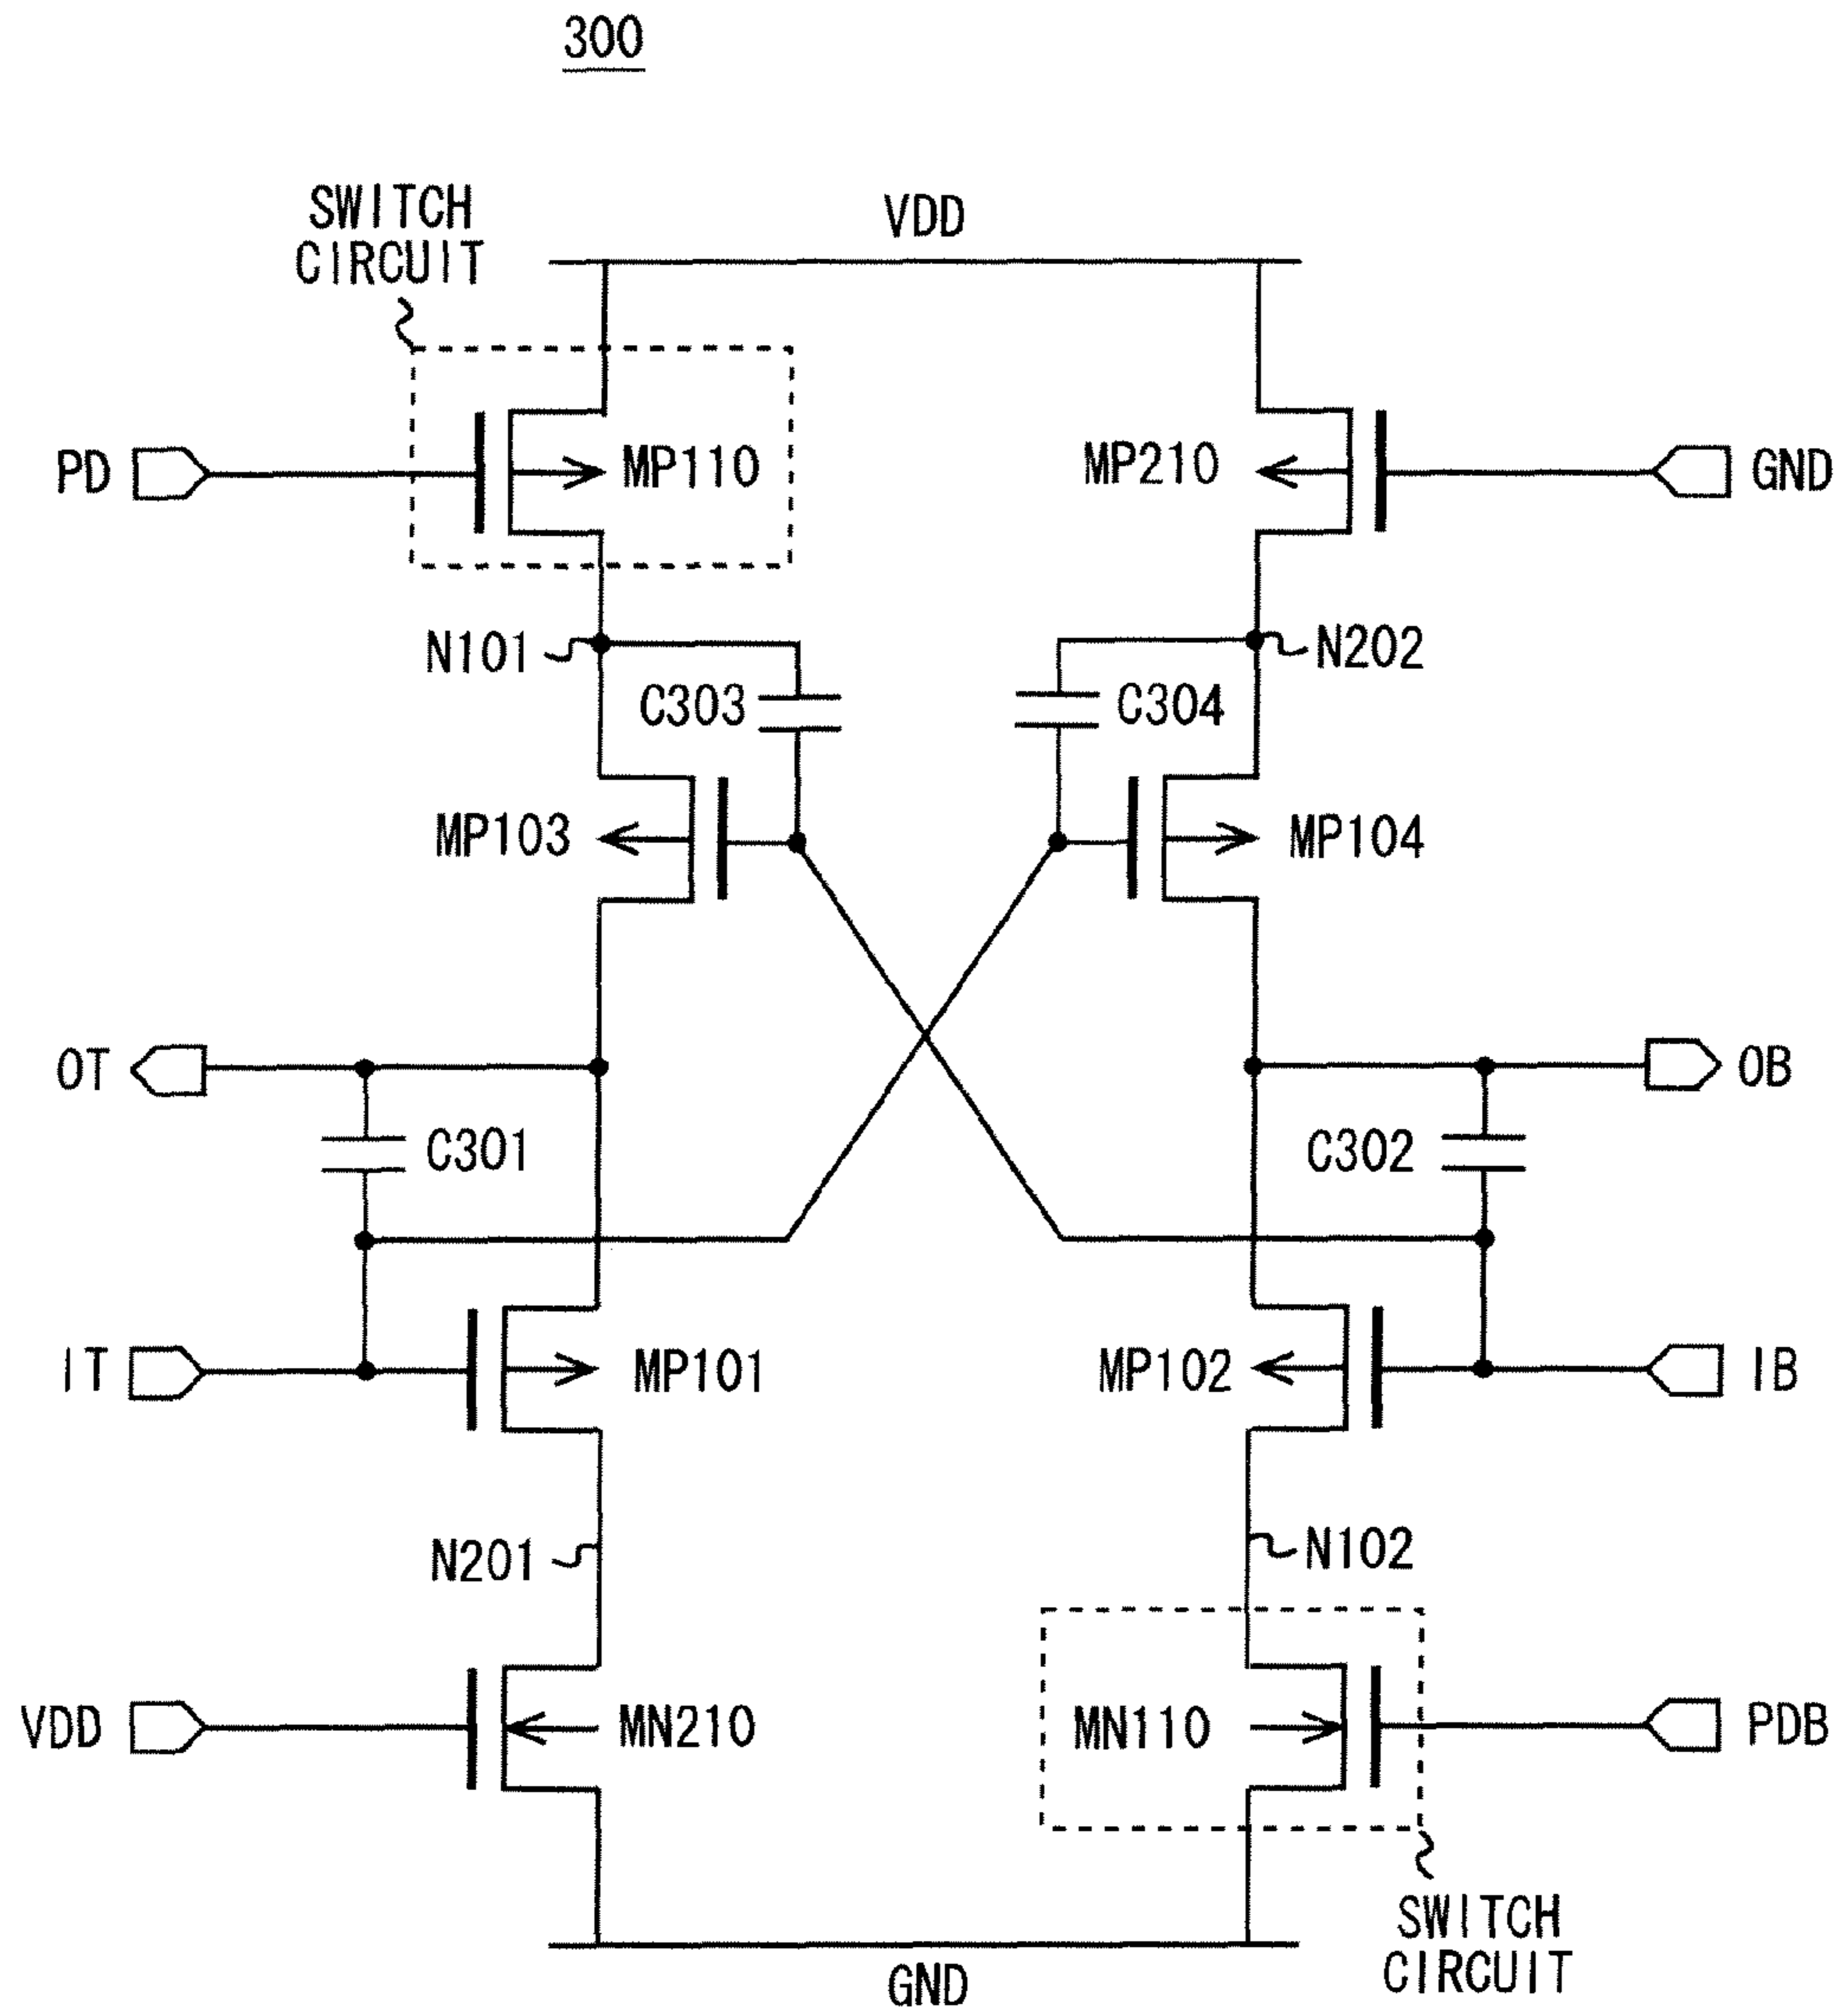 300
SWITCH
CIRCUIT
VDD
PD
MP110
MP210
GND
N101
N202
C303
C304
MP103
MP104
OT
OB
C301
C302
IT
MP101
MP102
IB
N201
N102
VDD
MN210
MN110
PDB
SWITCH
CIRCUIT
GND